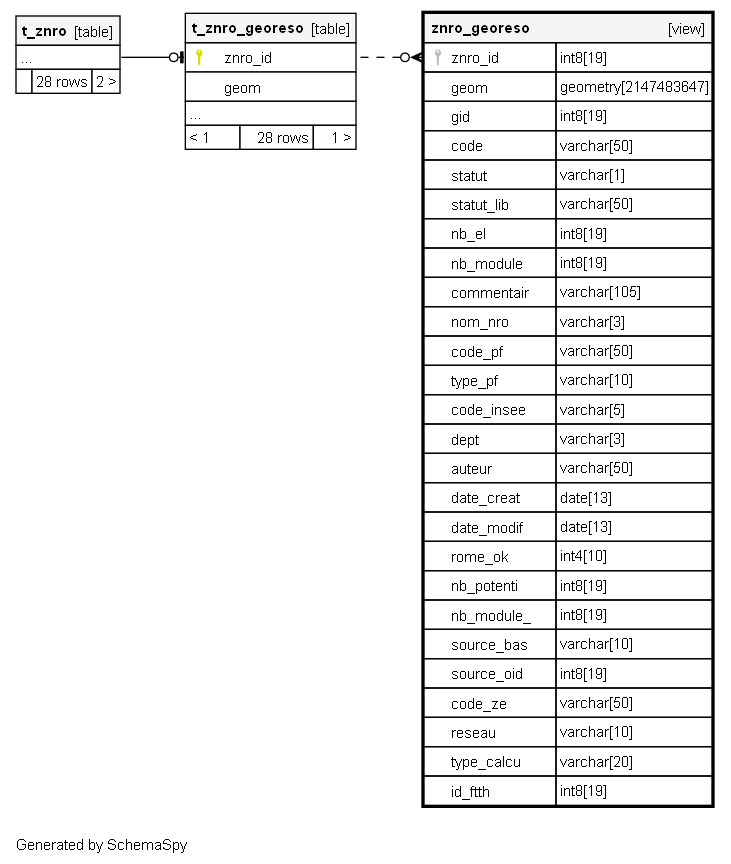 t_znro [table]
...
28 rows 2 >
t_znro_georeso [table]
znro_id
geom
...
< 1 28 rows 1 >
znro_georeso [view]
znro_id int8[19]
geom geometry[2147483647]
gid int8[19]
code varchar[50]
statut varchar[1]
statut_lib varchar[50]
nb_el int8[19]
nb_module int8[19]
commentair varchar[105]
nom_nro varchar[3]
code_pf varchar[50]
type_pf varchar[10]
code_insee varchar[5]
dept varchar[3]
auteur varchar[50]
date_creat date[13]
date_modif date[13]
rome_ok int4[10]
nb_potenti int8[19]
nb_module_ int8[19]
source_bas varchar[10]
source_oid int8[19]
code_ze varchar[50]
reseau varchar[10]
type_calcu varchar[20]
id_ftth int8[19]
Generated by SchemaSpy